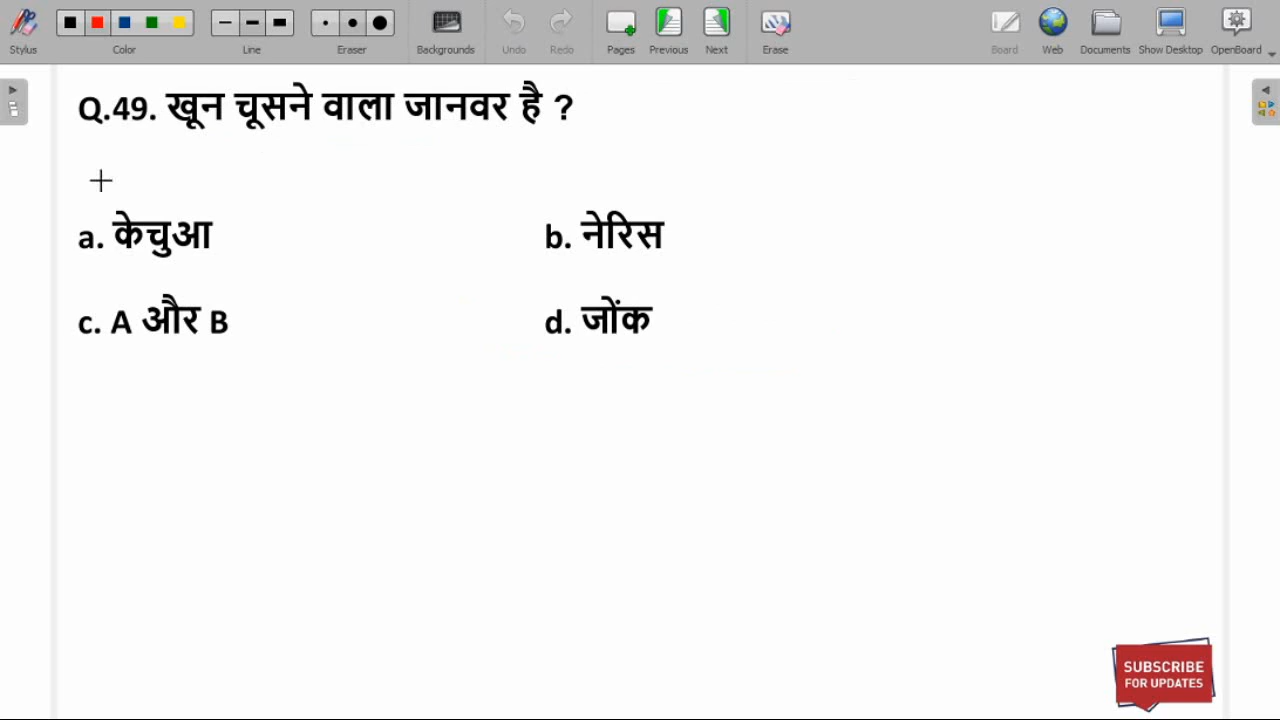 Stylus Color Line Eraser Backgrounds Undo Redo Pages Previous Next Erase Board Web Documents Show Desktop OpenBoard
Q.49. खून चूसने वाला जानवर है ?
a. केचुआ b. नेरिस
c. A और B d. जोंक
SUBSCRIBE
FOR UPDATES